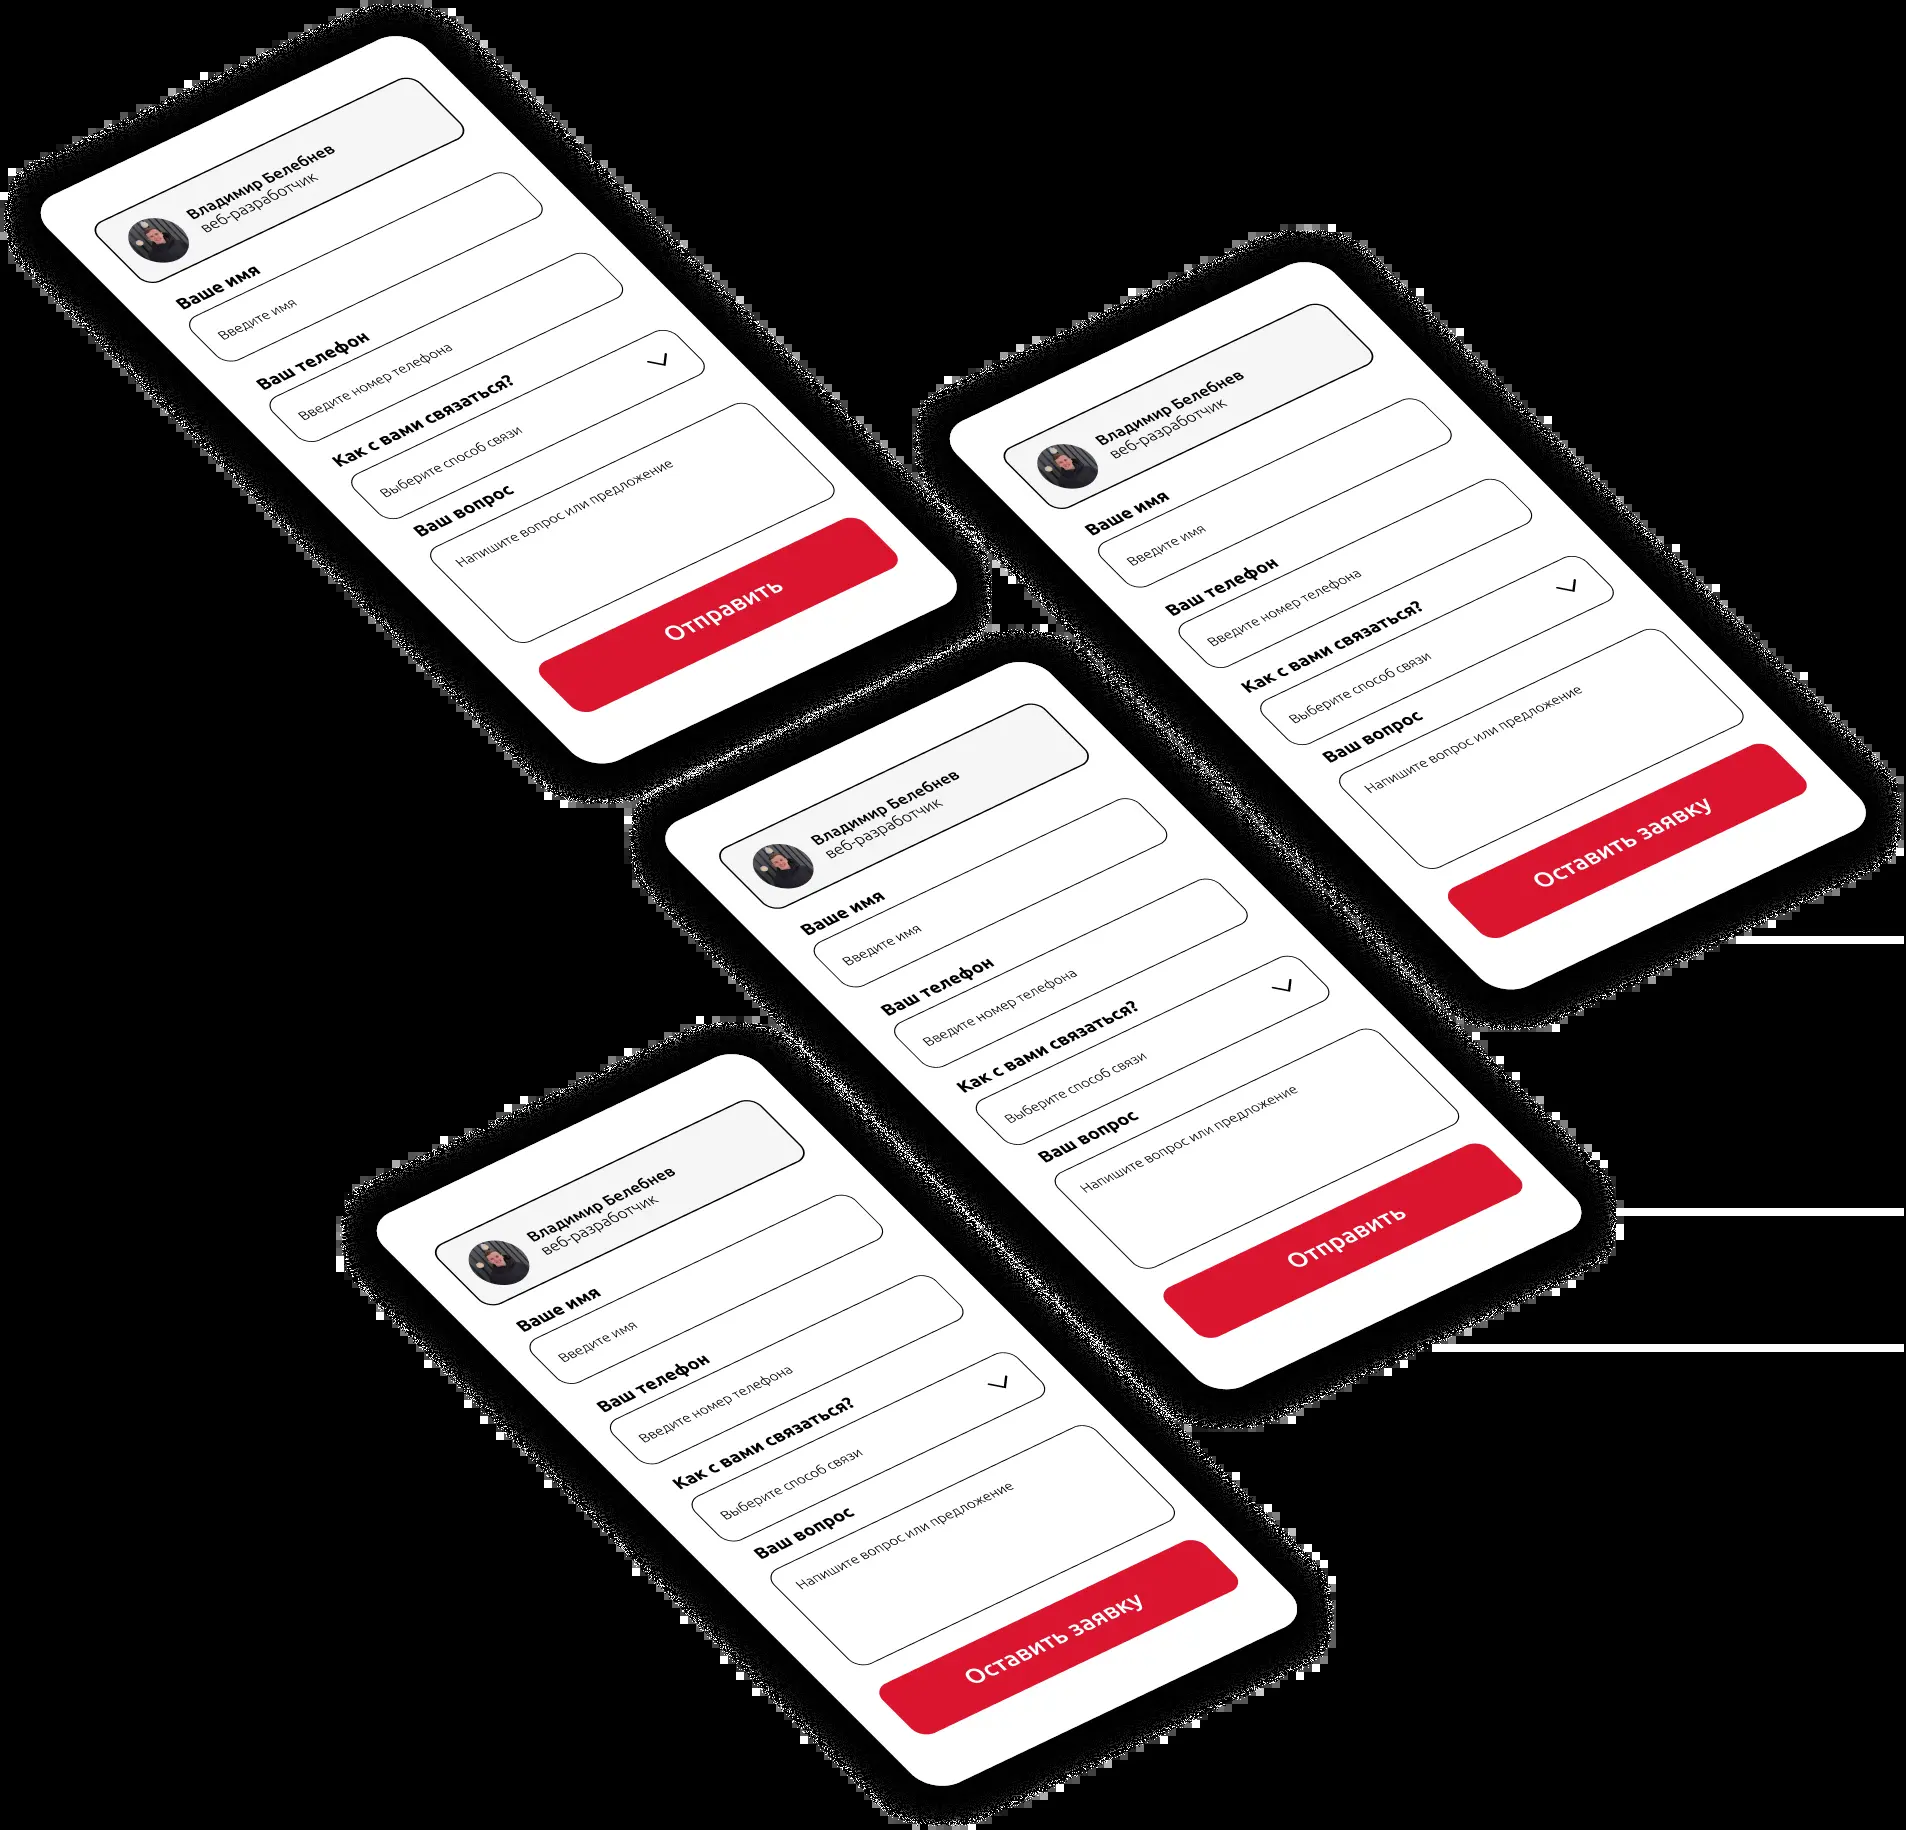 Владимир Белебнев
веб-разработчик
Ваше имя
Введите имя
Ваш телефон
Введите номер телефона
Как с вами связаться?
Выберите способ связи
Ваш вопрос
Напишите вопрос или предложение
Отправить
Владимир Белебнев
веб-разработчик
Ваше имя
Введите имя
Ваш телефон
Введите номер телефона
Как с вами связаться?
Выберите способ связи
Ваш вопрос
Напишите вопрос или предложение
Оставить заявку
Владимир Белебнев
веб-разработчик
Ваше имя
Введите имя
Ваш телефон
Введите номер телефона
Как с вами связаться?
Выберите способ связи
Ваш вопрос
Напишите вопрос или предложение
Отправить
Владимир Белебнев
веб-разработчик
Ваше имя
Введите имя
Ваш телефон
Введите номер телефона
Как с вами связаться?
Выберите способ связи
Ваш вопрос
Напишите вопрос или предложение
Оставить заявку